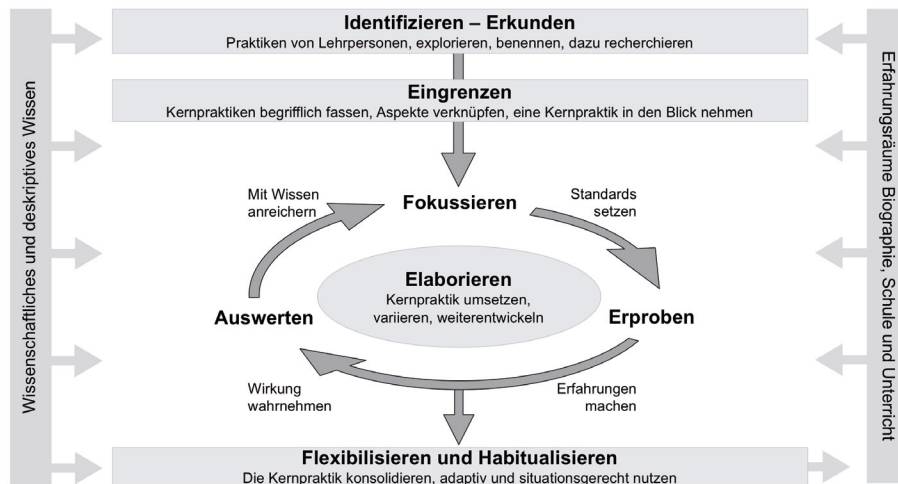 Identifizieren – Erkunden
Praktiken von Lehrpersonen, explorieren, benennen, dazu recherchieren
Eingrenzen
Kernpraktiken begrifflich fassen, Aspekte verknüpfen, eine Kernpraktik in den Blick nehmen
Wissenschaftliches und deskriptives Wissen
Mit Wissen
anreichern
Fokussieren
Standards
setzen
Elaborieren
Kernpraktik umsetzen,
variieren, weiterentwickeln
Auswerten
Erproben
Wirkung
wahrnehmen
Erfahrungen
machen
Erfahrungsräume Biographie, Schule und Unterricht
Flexibilisieren und Habitualisieren
Die Kernpraktik konsolidieren, adaptiv und situationsgerecht nutzen